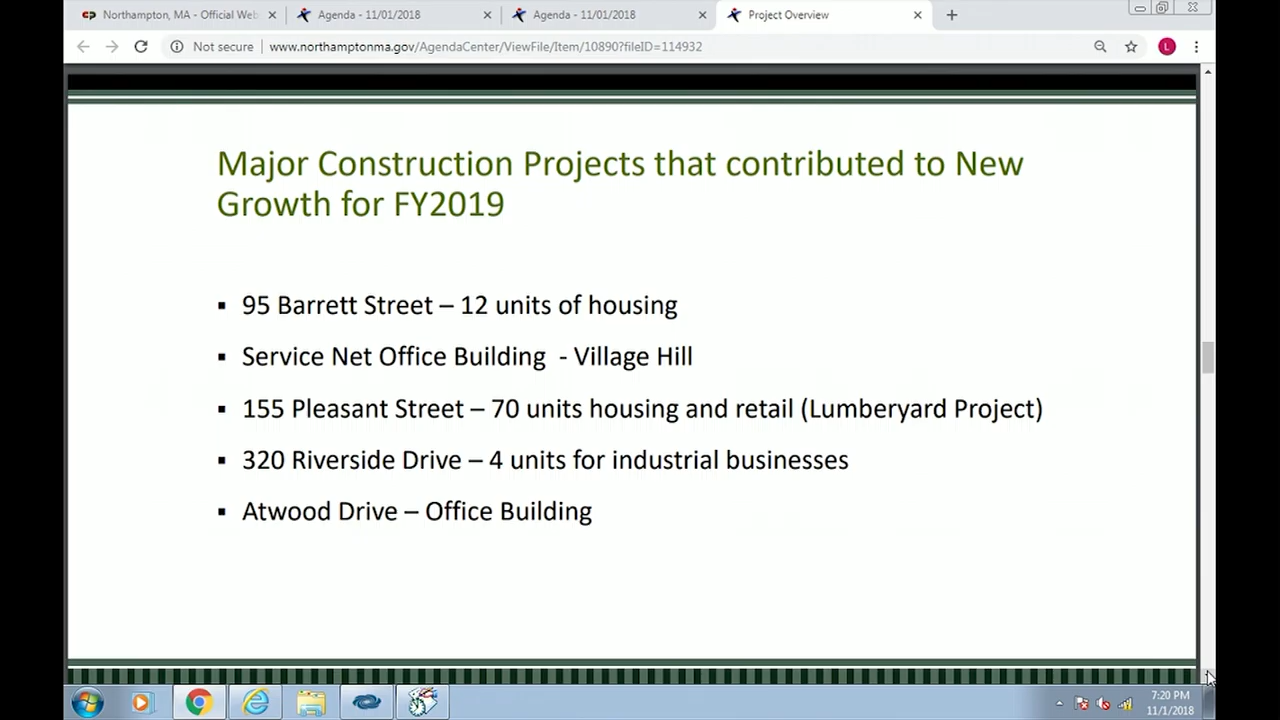 Northampton, MA - Official Web
Agenda - 11/01/2018
Agenda - 11/01/2018
Project Overview
Not secure
www.northamptonma.gov/AgendaCenter/ViewFile/Item/10890?fileID=114932
L
Major Construction Projects that contributed to New
Growth for FY2019
▪ 95 Barrett Street – 12 units of housing
▪ Service Net Office Building - Village Hill
▪ 155 Pleasant Street – 70 units housing and retail (Lumberyard Project)
▪ 320 Riverside Drive – 4 units for industrial businesses
▪ Atwood Drive – Office Building
7:20 PM
11/1/2018